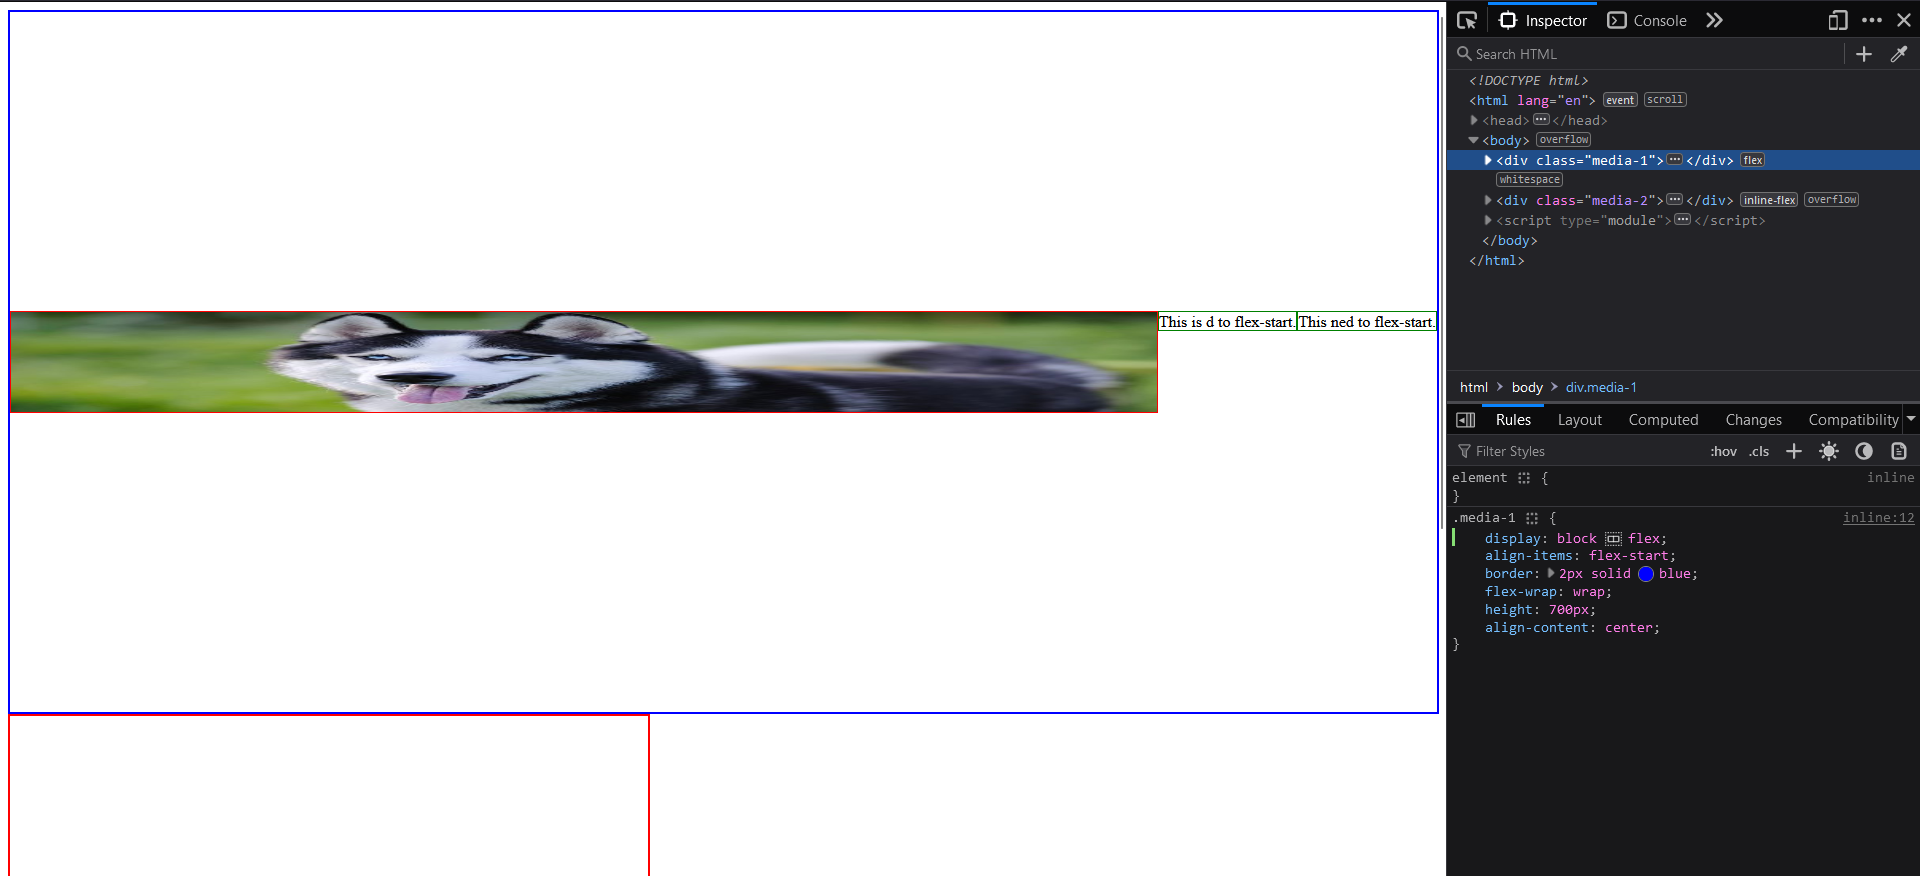 This is d to flex-start.
This ned to flex-start.
Inspector
Console
Search HTML
<!DOCTYPE html>
<html lang="en"> event scroll
<head> ••• </head>
<body> overflow
<div class="media-1"> ••• </div> flex
whitespace
<div class="media-2"> ••• </div> inline-flex overflow
<script type="module"> ••• </script>
</body>
</html>
html > body > div.media-1
Rules Layout Computed Changes Compatibility
Filter Styles :hov .cls
element { inline
}
.media-1 { inline:12
display: block flex;
align-items: flex-start;
border: 2px solid blue;
flex-wrap: wrap;
height: 700px;
align-content: center;
}